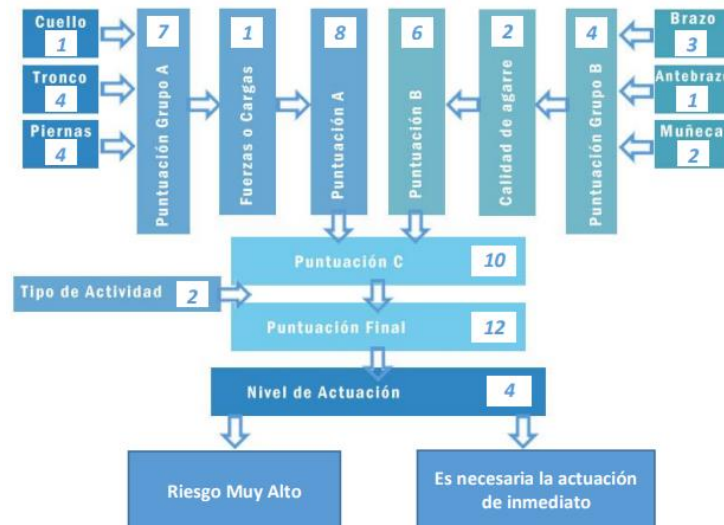 Cuello
1
Tronco
4
Piernas
4
7
Puntuación Grupo A
1
Fuerzas o Cargas
8
Puntuación A
6
Puntuación B
2
Calidad de agarre
4
Puntuación Grupo B
Brazo
3
Antebrazo
1
Muñeca
2
Puntuación C
10
Tipo de Actividad
2
Puntuación Final
12
Nivel de Actuación
4
Riesgo Muy Alto
Es necesaria la actuación
de inmediato